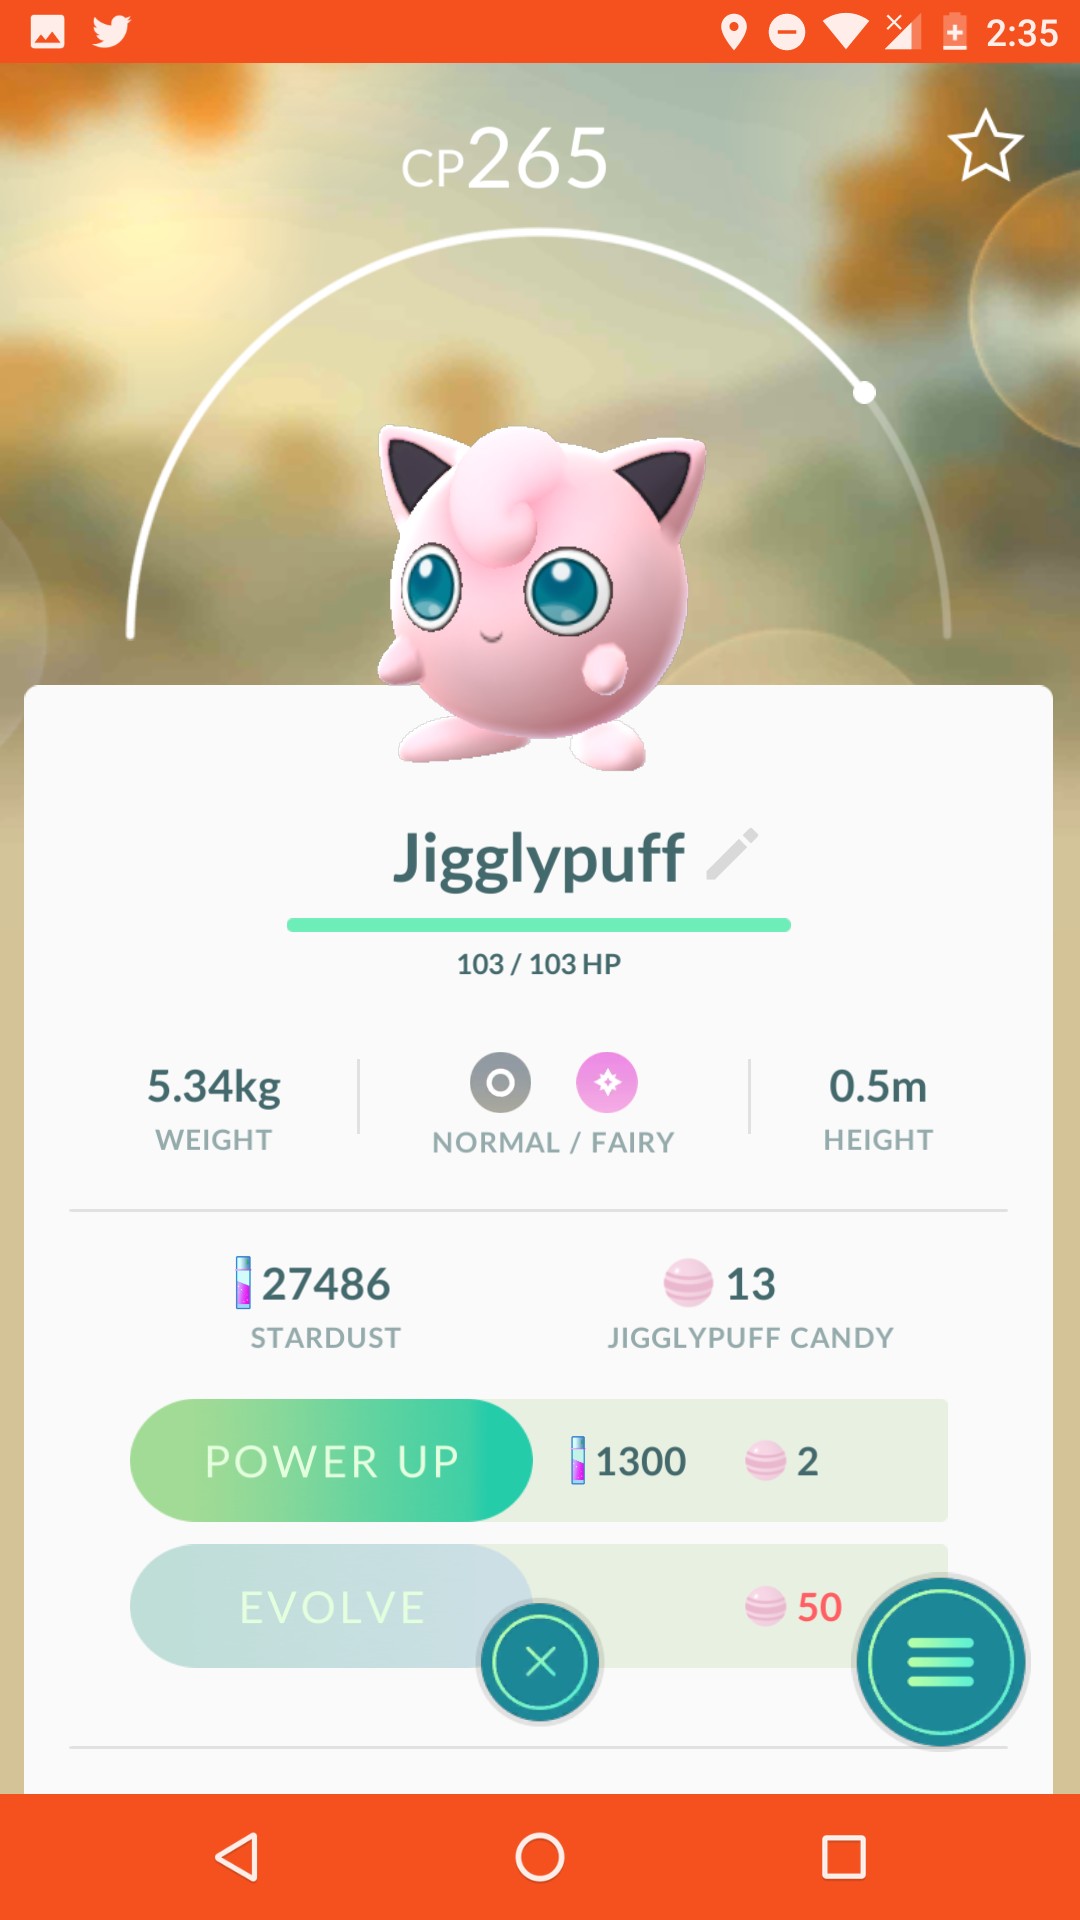 2:35
CP265
Jigglypuff
103 / 103 HP
5.34kg
WEIGHT
NORMAL / FAIRY
0.5m
HEIGHT
27486
STARDUST
13
JIGGLYPUFF CANDY
POWER UP 1300 2
EVOLVE 50